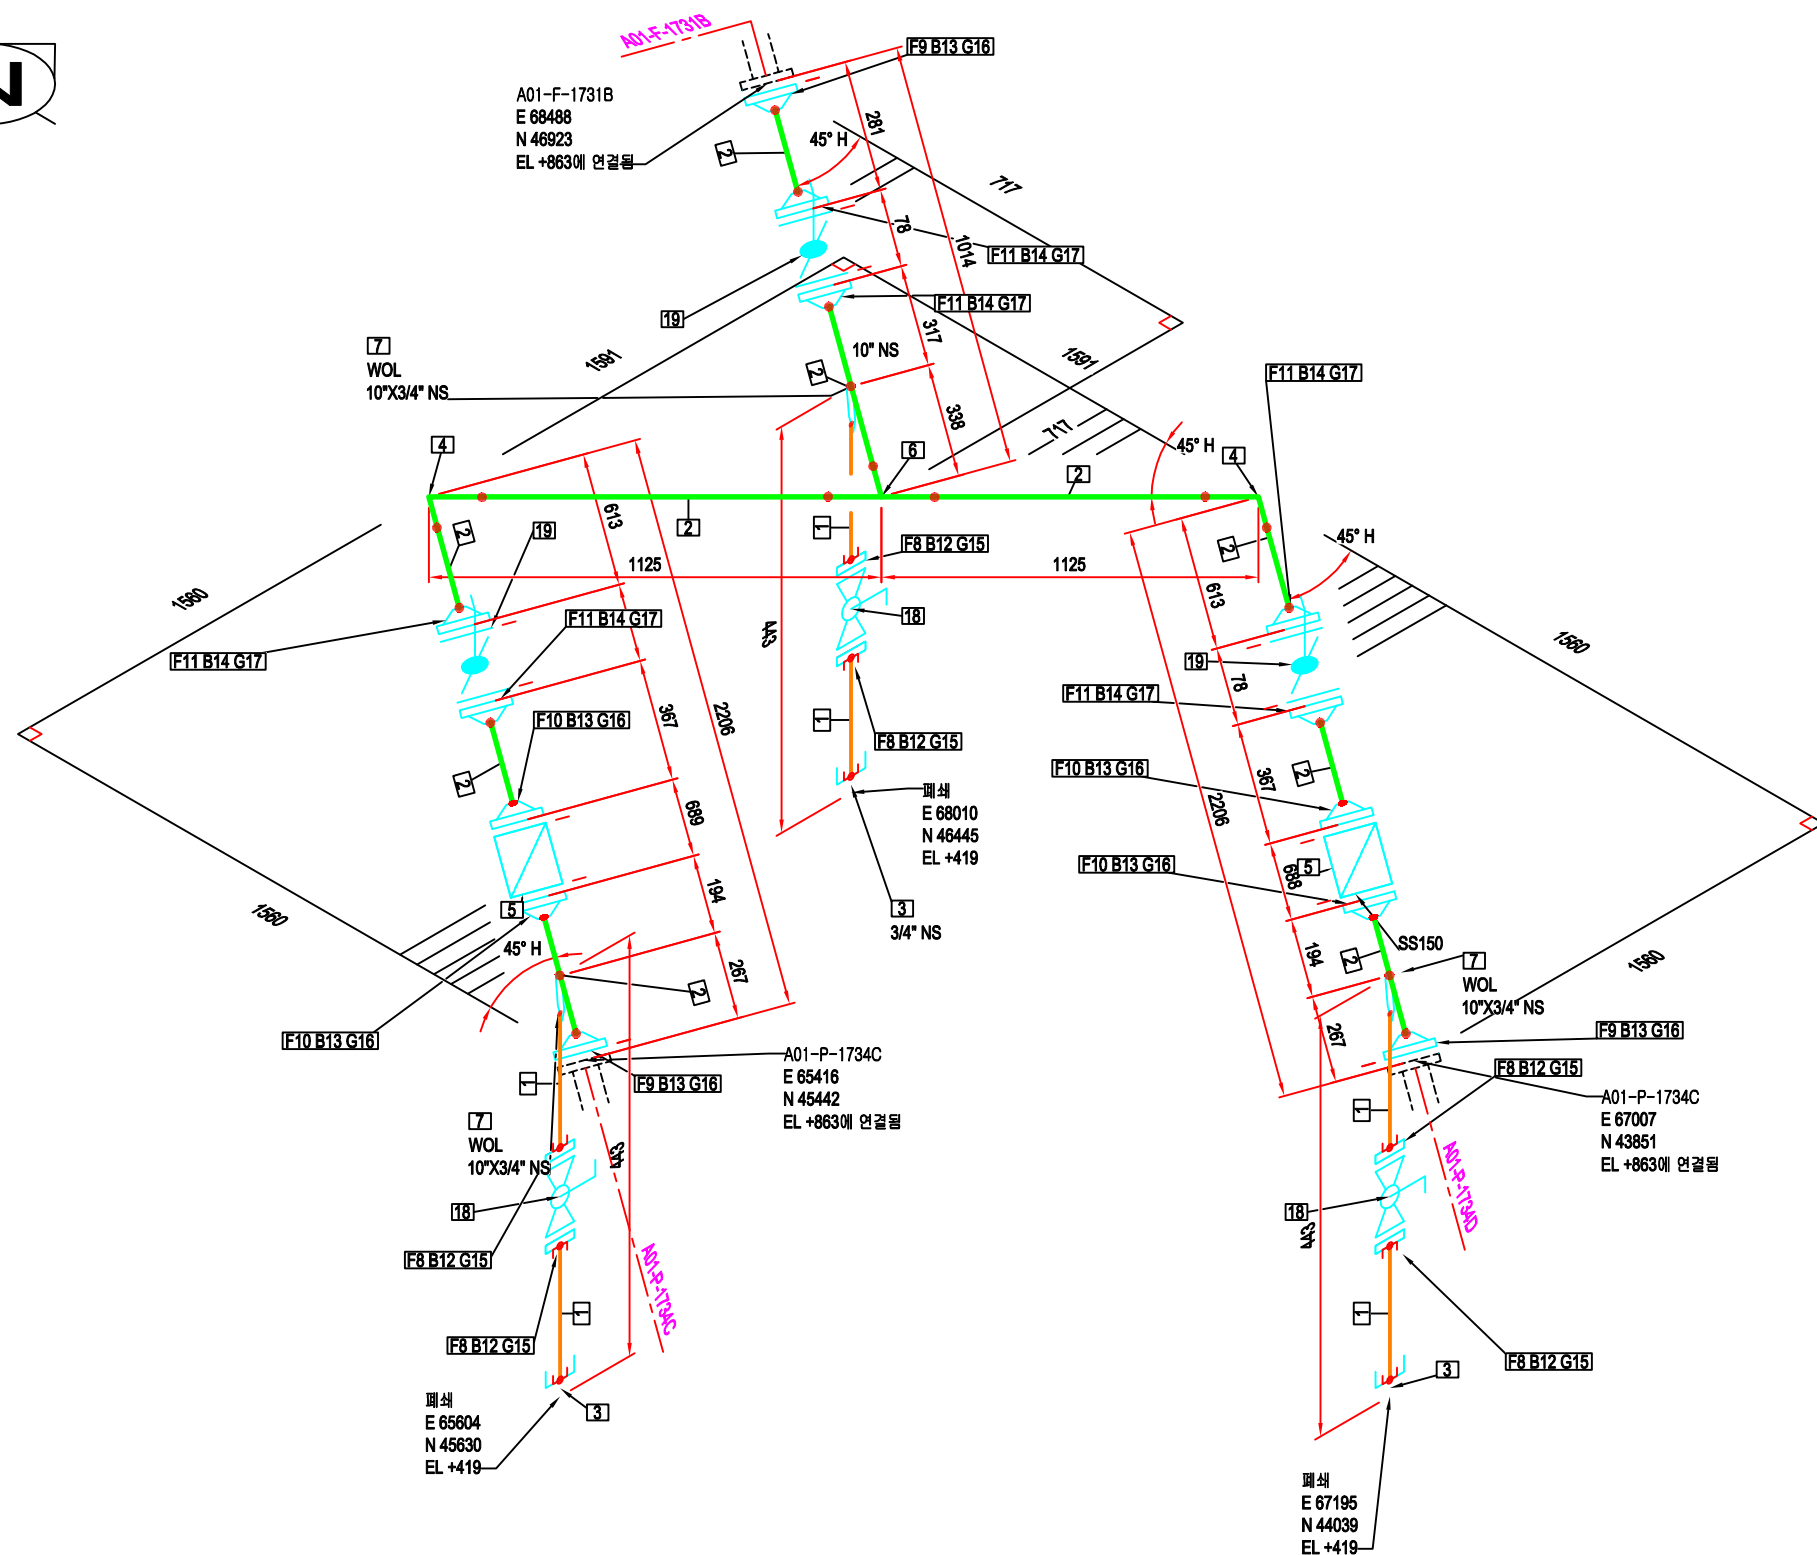 N
A01-F-1731B
F9 B13 G16
A01-F-1731B
E 68488
N 46923
EL +863에 연결됨
281
2
45° H
717
78
1014
F11 B14 G17
F11 B14 G17
19
317
10" NS
7
WOL
10"X3/4" NS
1591
1591
2
F11 B14 G17
338
717
4
6
45° H
4
2
2
613
2
19
1
F8 B12 G15
2
45° H
1125
1125
1560
613
F11 B14 G17
18
443
F11 B14 G17
1560
19
78
F11 B14 G17
F10 B13 G16
367
2206
1
F8 B12 G15
2
F10 B13 G16
367
2
2206
폐쇄
E 68010
N 46445
EL +419
689
F10 B13 G16
688
5
194
5
1560
3
3/4" NS
45° H
SS150
194
2
7
WOL
10"X3/4" NS
1560
267
2
F10 B13 G16
267
F9 B13 G16
A01-P-1734C
E 65416
N 45442
EL +863에 연결됨
1
F9 B13 G16
F8 B12 G15
A01-P-1734C
E 67007
N 43851
EL +863에 연결됨
1
7
WOL
10"X3/4" NS
443
A01-P-1734D
18
18
443
F8 B12 G15
A01-P-1734C
1
1
F8 B12 G15
F8 B12 G15
3
3
폐쇄
E 65604
N 45630
EL +419
폐쇄
E 67195
N 44039
EL +419